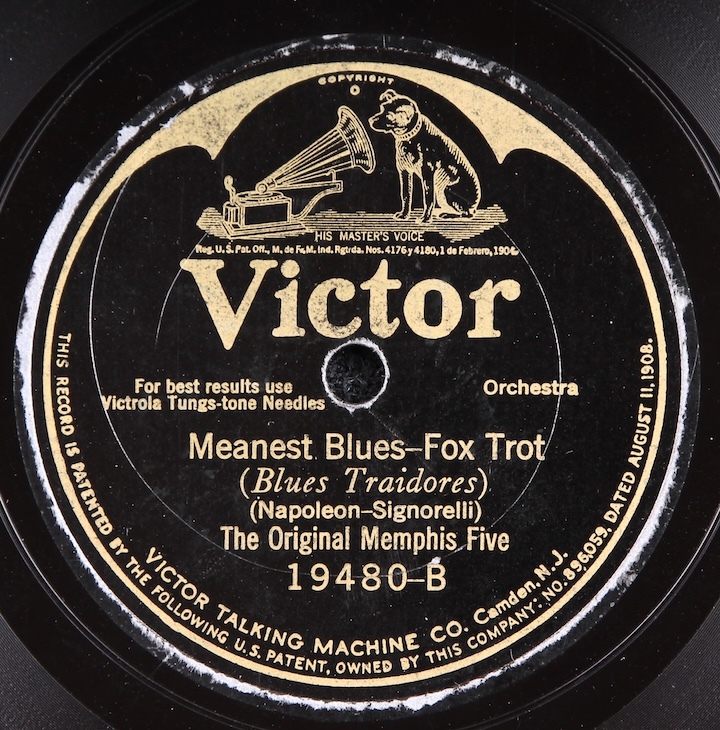 COPYRIGHT
HIS MASTER'S VOICE
Reg. U.S. Pat. Off., M. de F., M. Ind. Rgtrda. Nos. 4176 y 4180, 1 de Febrero, 1904
Victor
For best results use
Victrola Tungs-tone Needles
Orchestra
Meanest Blues–Fox Trot
(Blues Traidores)
(Napoleon–Signorelli)
The Original Memphis Five
19480–B
VICTOR TALKING MACHINE CO. Camden, N. J.
THIS RECORD IS PATENTED BY THE FOLLOWING U.S. PATENT, OWNED BY THIS COMPANY: NO. 896,059. DATED AUGUST 11, 1908.